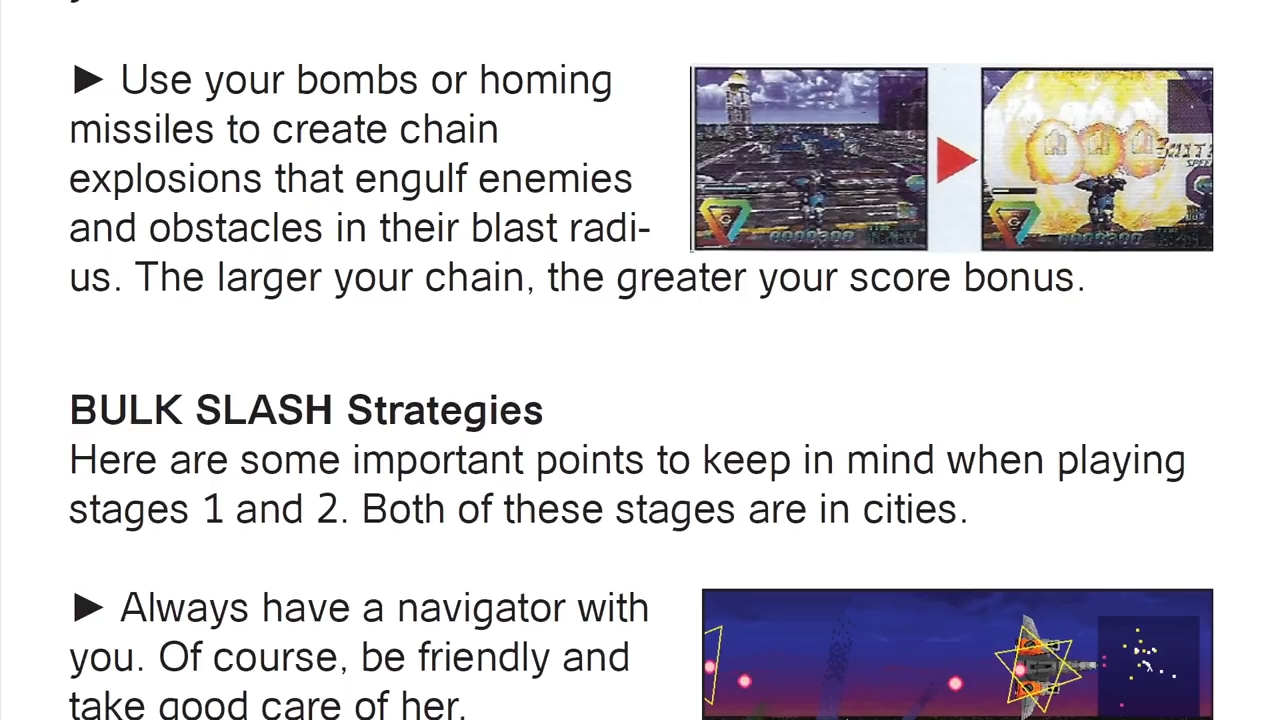 ► Use your bombs or homing
missiles to create chain
explosions that engulf enemies
and obstacles in their blast radi-
us. The larger your chain, the greater your score bonus.
BULK SLASH Strategies
Here are some important points to keep in mind when playing
stages 1 and 2. Both of these stages are in cities.
► Always have a navigator with
you. Of course, be friendly and
take good care of her.